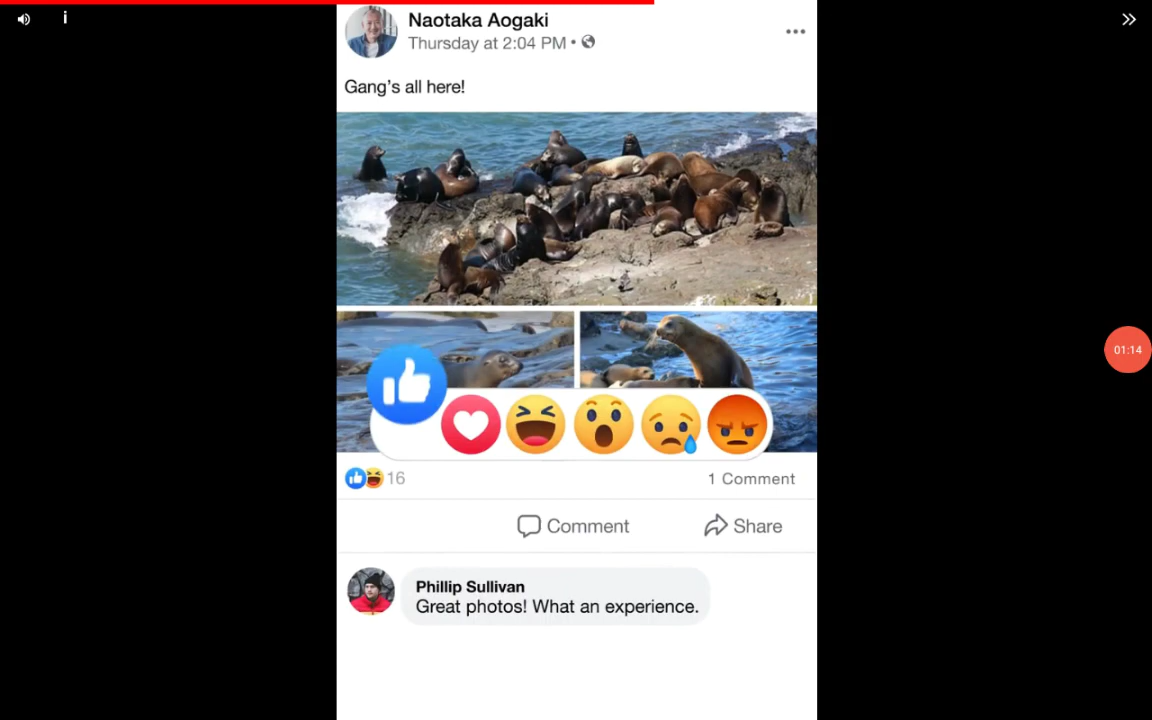 Naotaka Aogaki
Thursday at 2:04 PM •
Gang's all here!
16
1 Comment
Comment
Share
Phillip Sullivan
Great photos! What an experience.
01:14